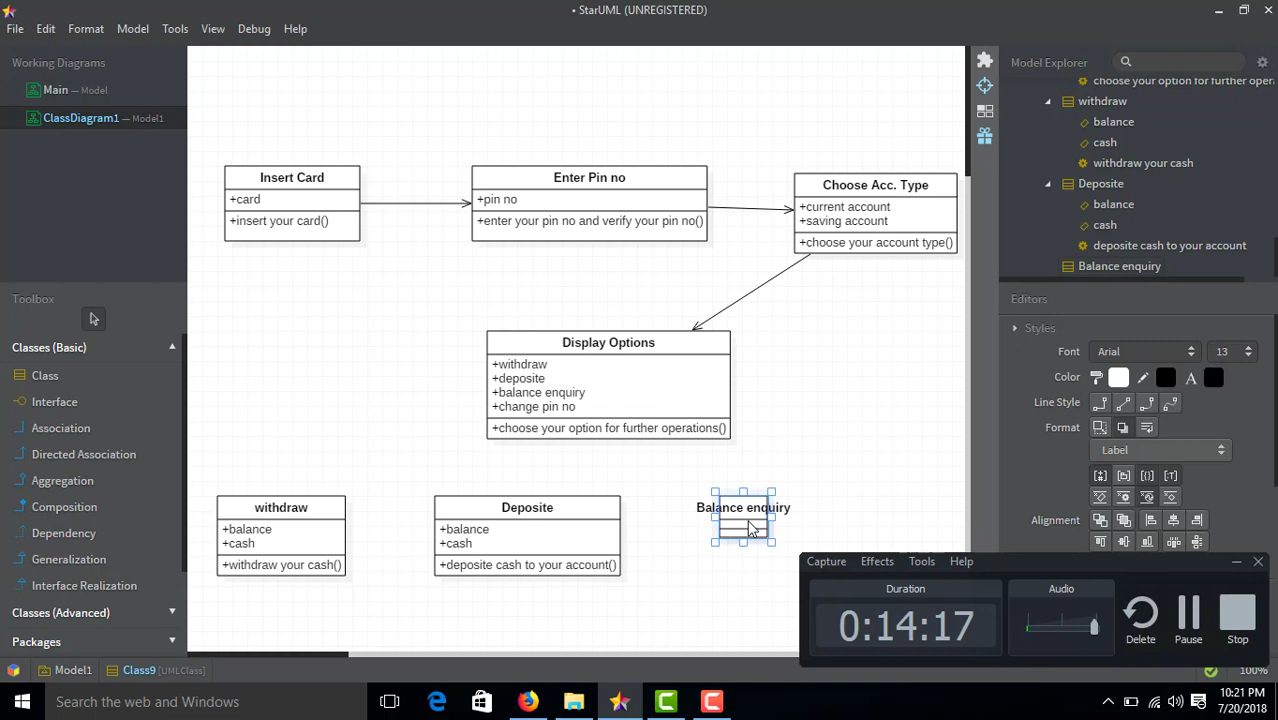 • StarUML (UNREGISTERED)
File Edit Format Model Tools View Debug Help
Working Diagrams
Main — Model
ClassDiagram1 — Model1
Toolbox
Classes (Basic)
Class
Interface
Association
Directed Association
Aggregation
Composition
Dependency
Generalization
Interface Realization
Classes (Advanced)
Packages
Insert Card
+card
+insert your card()
Enter Pin no
+pin no
+enter your pin no and verify your pin no()
Choose Acc. Type
+current account
+saving account
+choose your account type()
Display Options
+withdraw
+deposite
+balance enquiry
+change pin no
+choose your option for further operations()
withdraw
+balance
+cash
+withdraw your cash()
Deposite
+balance
+cash
+deposite cash to your account()
Balance enquiry
Model Explorer
choose your option for further opera
withdraw
balance
cash
withdraw your cash
Deposite
balance
cash
deposite cash to your account
Balance enquiry
Editors
Styles
Font Arial 13
Color A
Line Style
Format
Label
Alignment
Capture Effects Tools Help
Duration
0:14:17
Audio
Delete
Pause
Stop
Model1 Class9 [UMLClass]
100%
Search the web and Windows
10:21 PM
7/20/2018